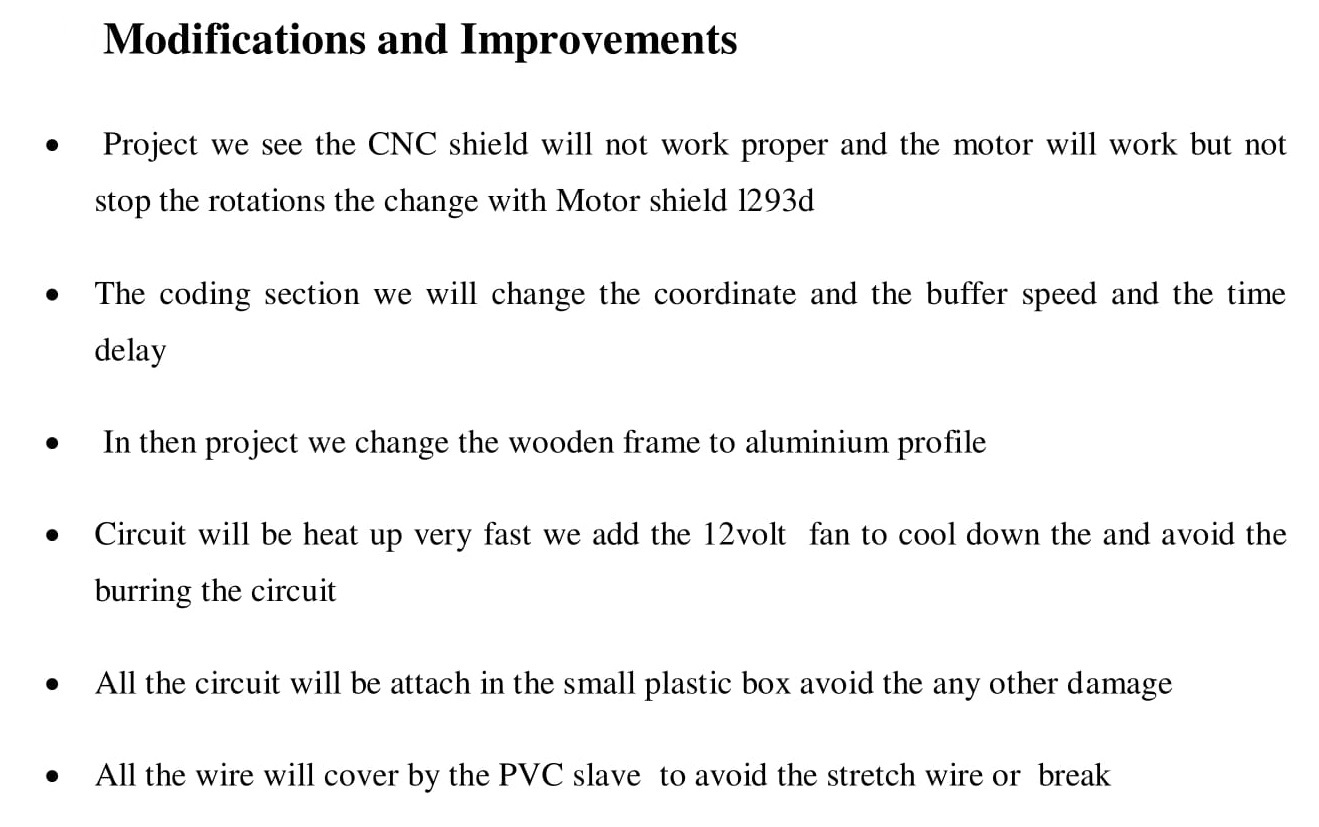 Modifications and Improvements
• Project we see the CNC shield will not work proper and the motor will work but not
stop the rotations the change with Motor shield l293d
• The coding section we will change the coordinate and the buffer speed and the time
delay
• In then project we change the wooden frame to aluminium profile
• Circuit will be heat up very fast we add the 12volt fan to cool down the and avoid the
burring the circuit
• All the circuit will be attach in the small plastic box avoid the any other damage
• All the wire will cover by the PVC slave to avoid the stretch wire or break